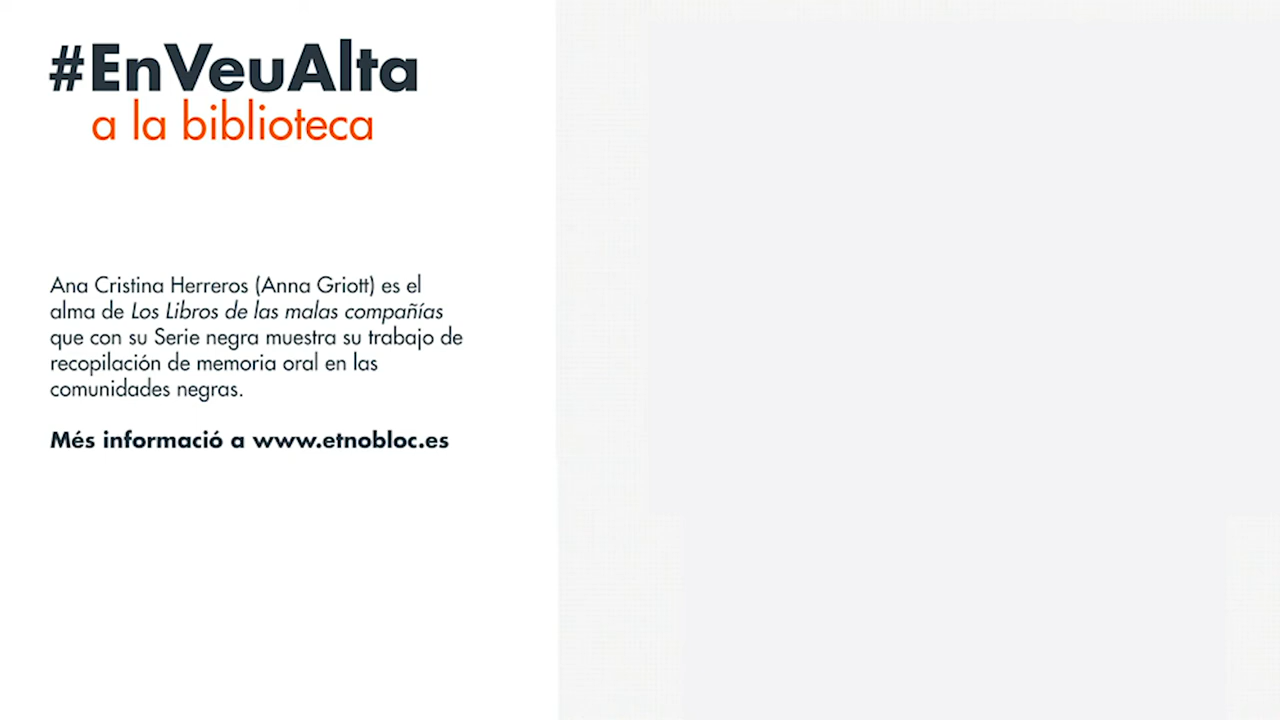 #EnVeuAlta
a la biblioteca
Ana Cristina Herreros (Anna Griott) es el
alma de Los Libros de las malas compañías
que con su Serie negra muestra su trabajo de
recopilación de memoria oral en las
comunidades negras.
Més informació a www.etnobloc.es